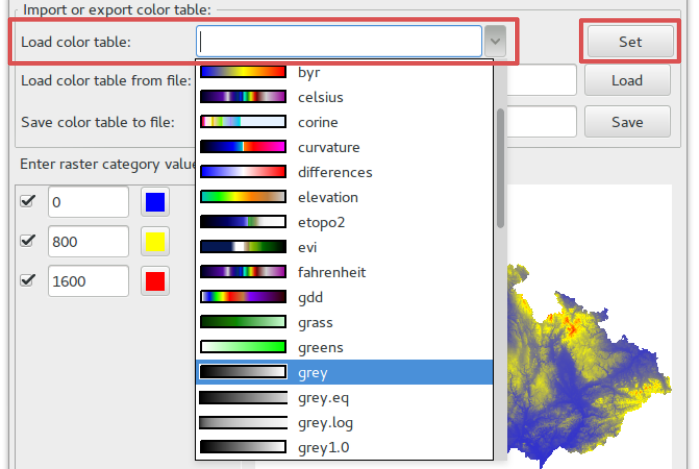 Import or export color table:
Load color table:
Set
byr
Load color table from file:
Load
celsius
corine
Save color table to file:
Save
curvature
Enter raster category value
differences
0
elevation
etopo2
800
evi
fahrenheit
1600
gdd
grass
greens
grey
grey.eq
grey.log
grey1.0